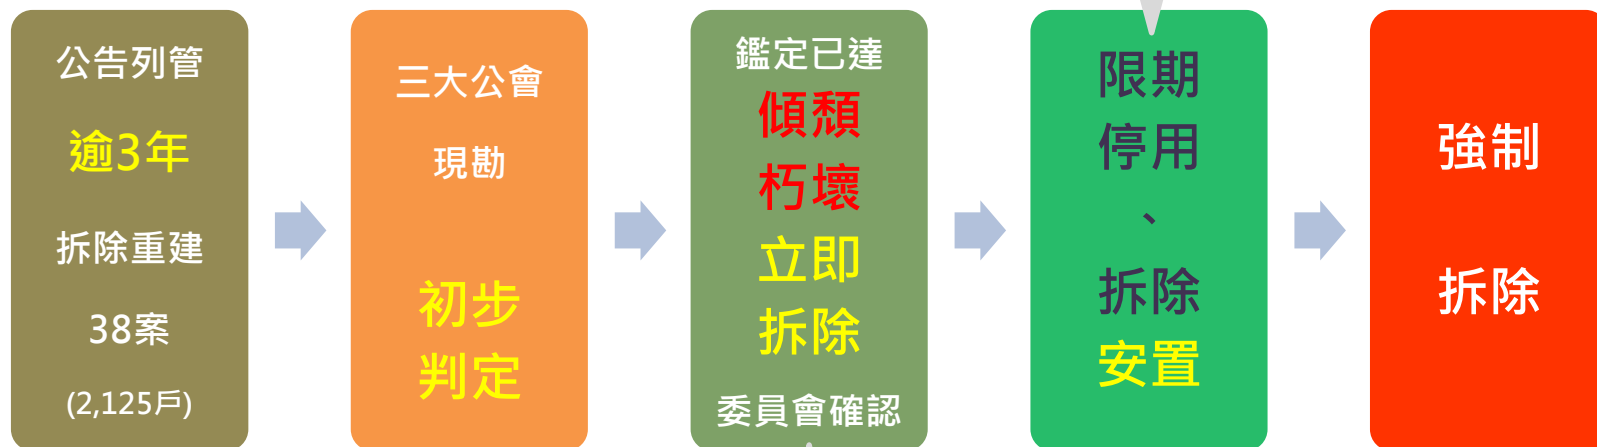 公告列管
逾3年
拆除重建
38案
(2,125戶)
三大公會
現勘
初步
判定
鑑定已達
傾頹
朽壞
立即
拆除
委員會確認
限期
停用
、
拆除
安置
強制
拆除